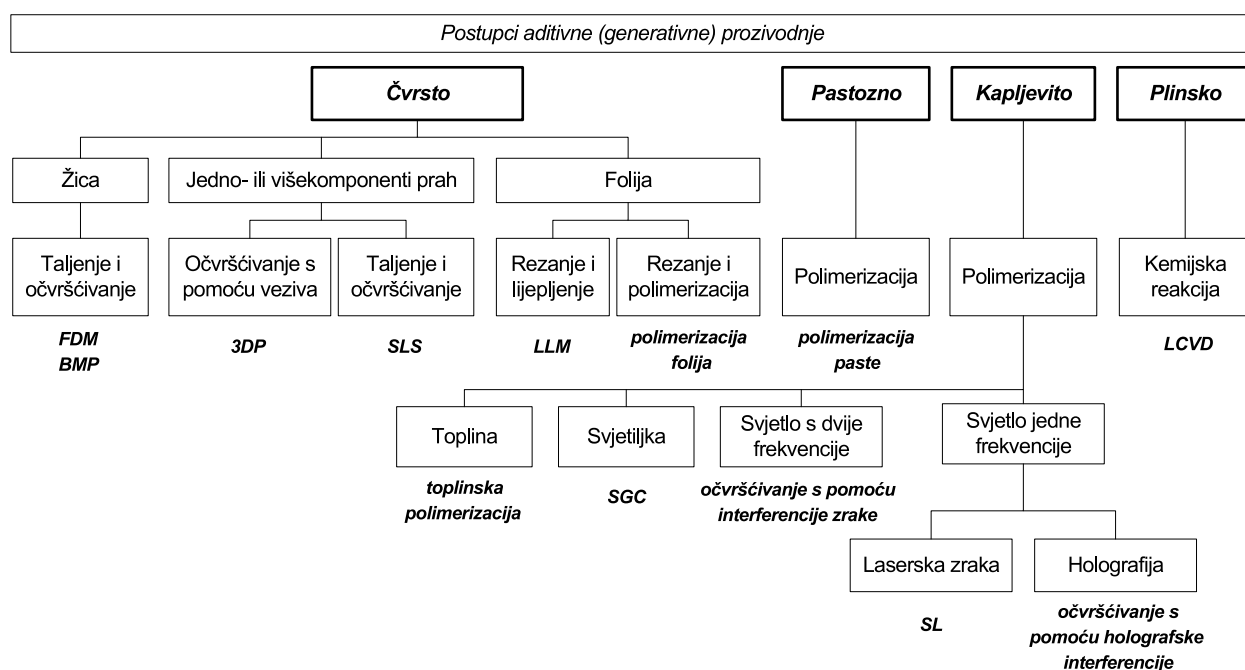 Postupci aditivne (generativne) prozivodnje
Čvrsto
Pastozno
Kapljevito
Plinsko
Žica
Jedno- ili višekomponenti prah
Folija
Taljenje i
očvršćivanje
Očvršćivanje s
pomoću veziva
Taljenje i
očvršćivanje
Rezanje i
lijepljenje
Rezanje i
polimerizacija
Polimerizacija
Polimerizacija
Kemijska
reakcija
FDM
BMP
3DP
SLS
LLM
polimerizacija
folija
polimerizacija
paste
LCVD
Toplina
Svjetiljka
Svjetlo s dvije
frekvencije
Svjetlo jedne
frekvencije
toplinska
polimerizacija
SGC
očvršćivanje s pomoću
interferencije zrake
Laserska zraka
Holografija
SL
očvršćivanje s
pomoću holografske
interferencije